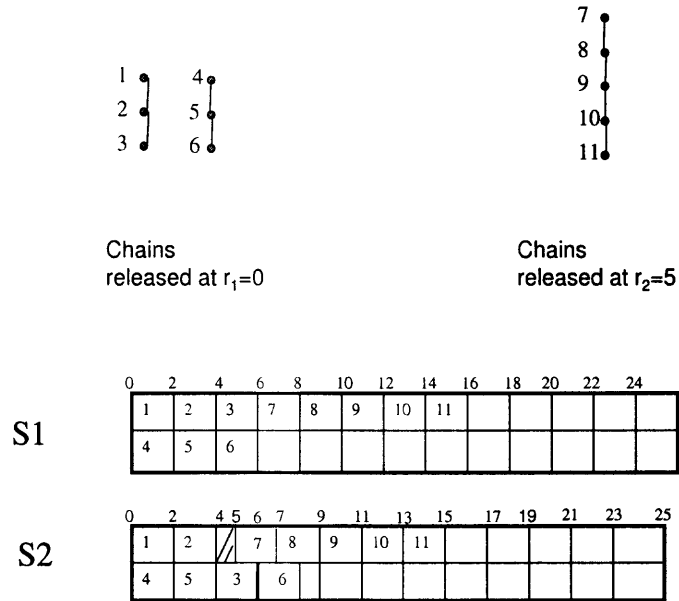 1 4 7
2 5 8
3 6 9
10
11
Chains
released at r₁=0
Chains
released at r₂=5
0 2 4 6 8 10 12 14 16 18 20 22 24
S1
1 2 3 7 8 9 10 11
4 5 6
0 2 4 5 6 7 9 11 13 15 17 19 21 23 25
S2
1 2 7 8 9 10 11
4 5 3 6